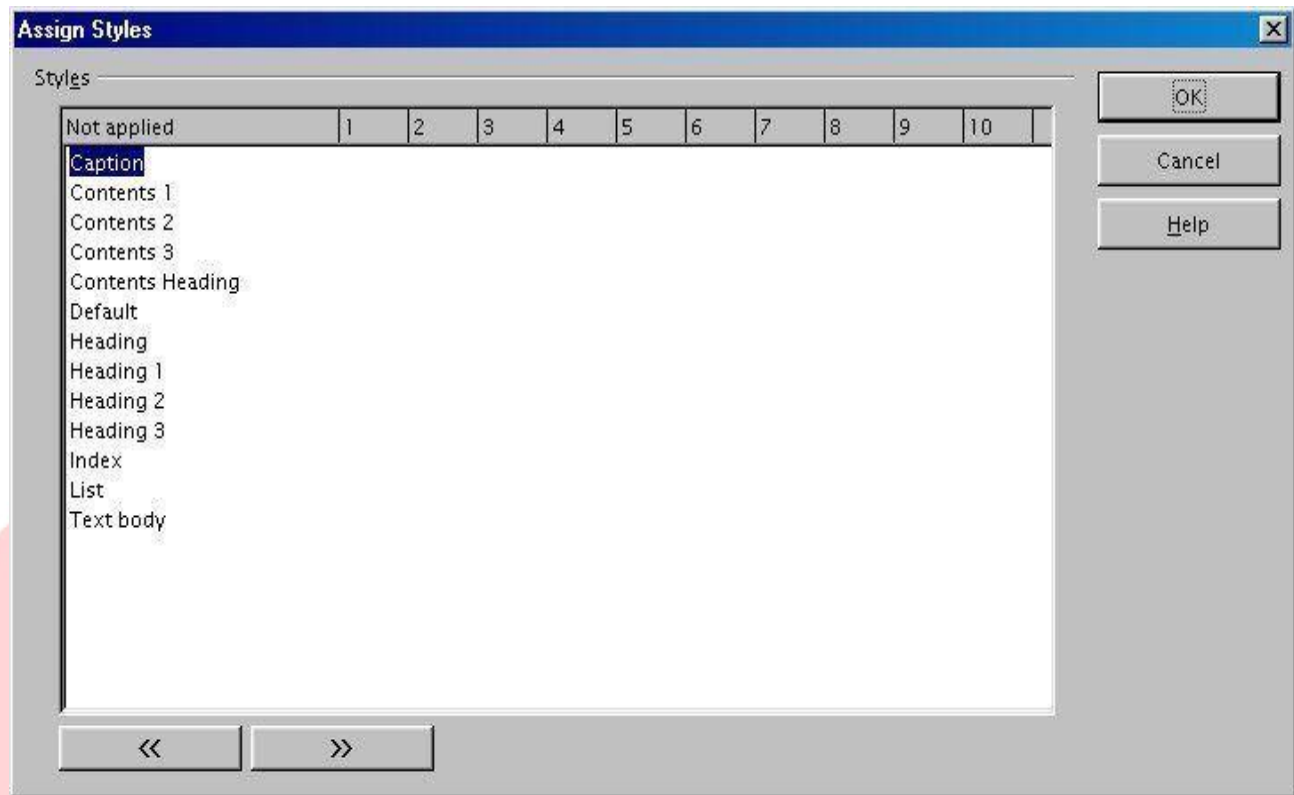 Assign Styles
Styles
OK
Not applied 1 2 3 4 5 6 7 8 9 10
Caption
Cancel
Contents 1
Contents 2
Help
Contents 3
Contents Heading
Default
Heading
Heading 1
Heading 2
Heading 3
Index
List
Text body
<< >>